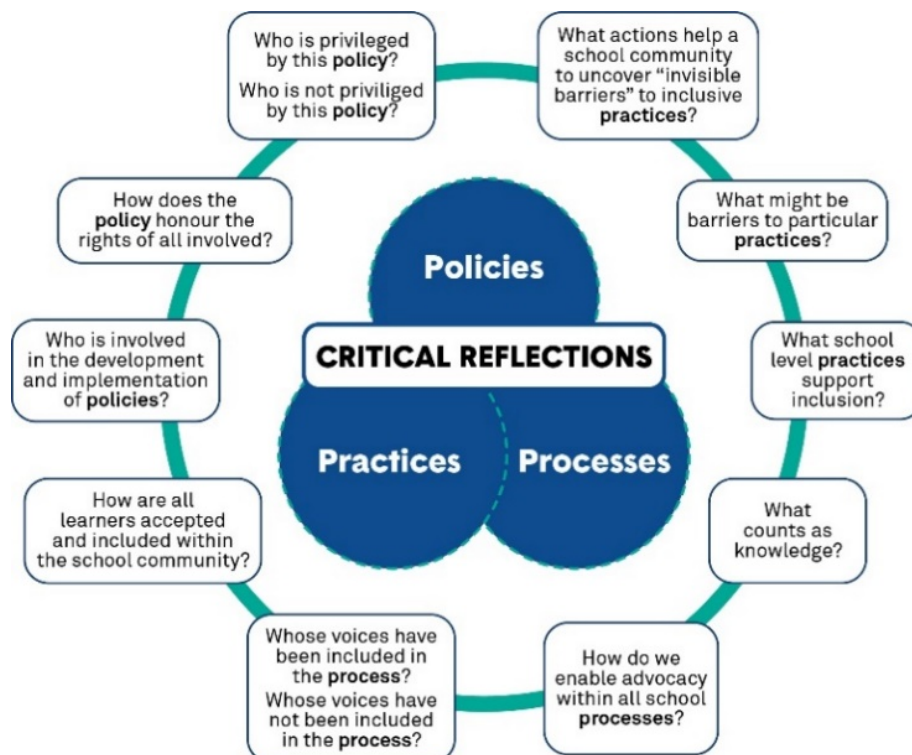 Who is privileged
by this policy?
Who is not priviliged
by this policy?
What actions help a
school community
to uncover “invisible
barriers” to inclusive
practices?
What might be
barriers to particular
practices?
What school
level practices
support
inclusion?
What
counts as
knowledge?
How do we
enable advocacy
within all school
processes?
Whose voices have
been included in
the process?
Whose voices have
not been included
in the process?
How are all
learners accepted
and included within
the school community?
Who is involved
in the development
and implementation
of policies?
How does the
policy honour the
rights of all involved?
Policies
CRITICAL REFLECTIONS
Practices
Processes